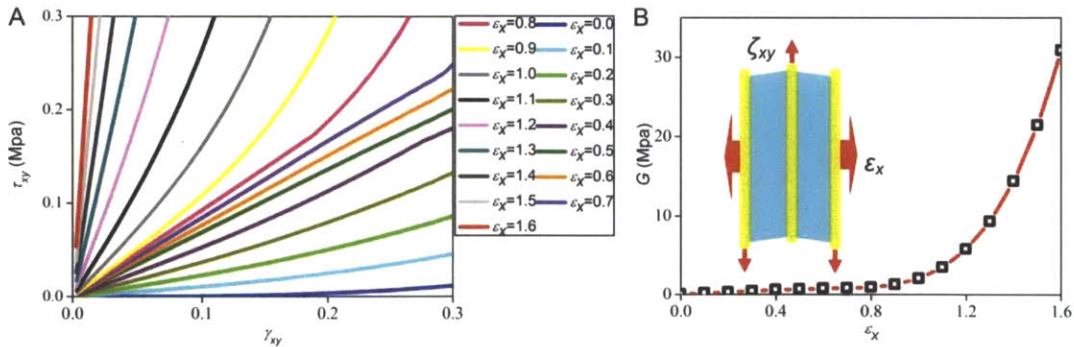 A
τxy (Mpa)
0.3
0.2
0.1
0.0
0.0 0.1 0.2 0.3
γxy
εx=0.8 εx=0.0
εx=0.9 εx=0.1
εx=1.0 εx=0.2
εx=1.1 εx=0.3
εx=1.2 εx=0.4
εx=1.3 εx=0.5
εx=1.4 εx=0.6
εx=1.5 εx=0.7
εx=1.6
B
G (Mpa)
30
20
10
0
0.0 0.4 0.8 1.2 1.6
εx
ζxy
εx